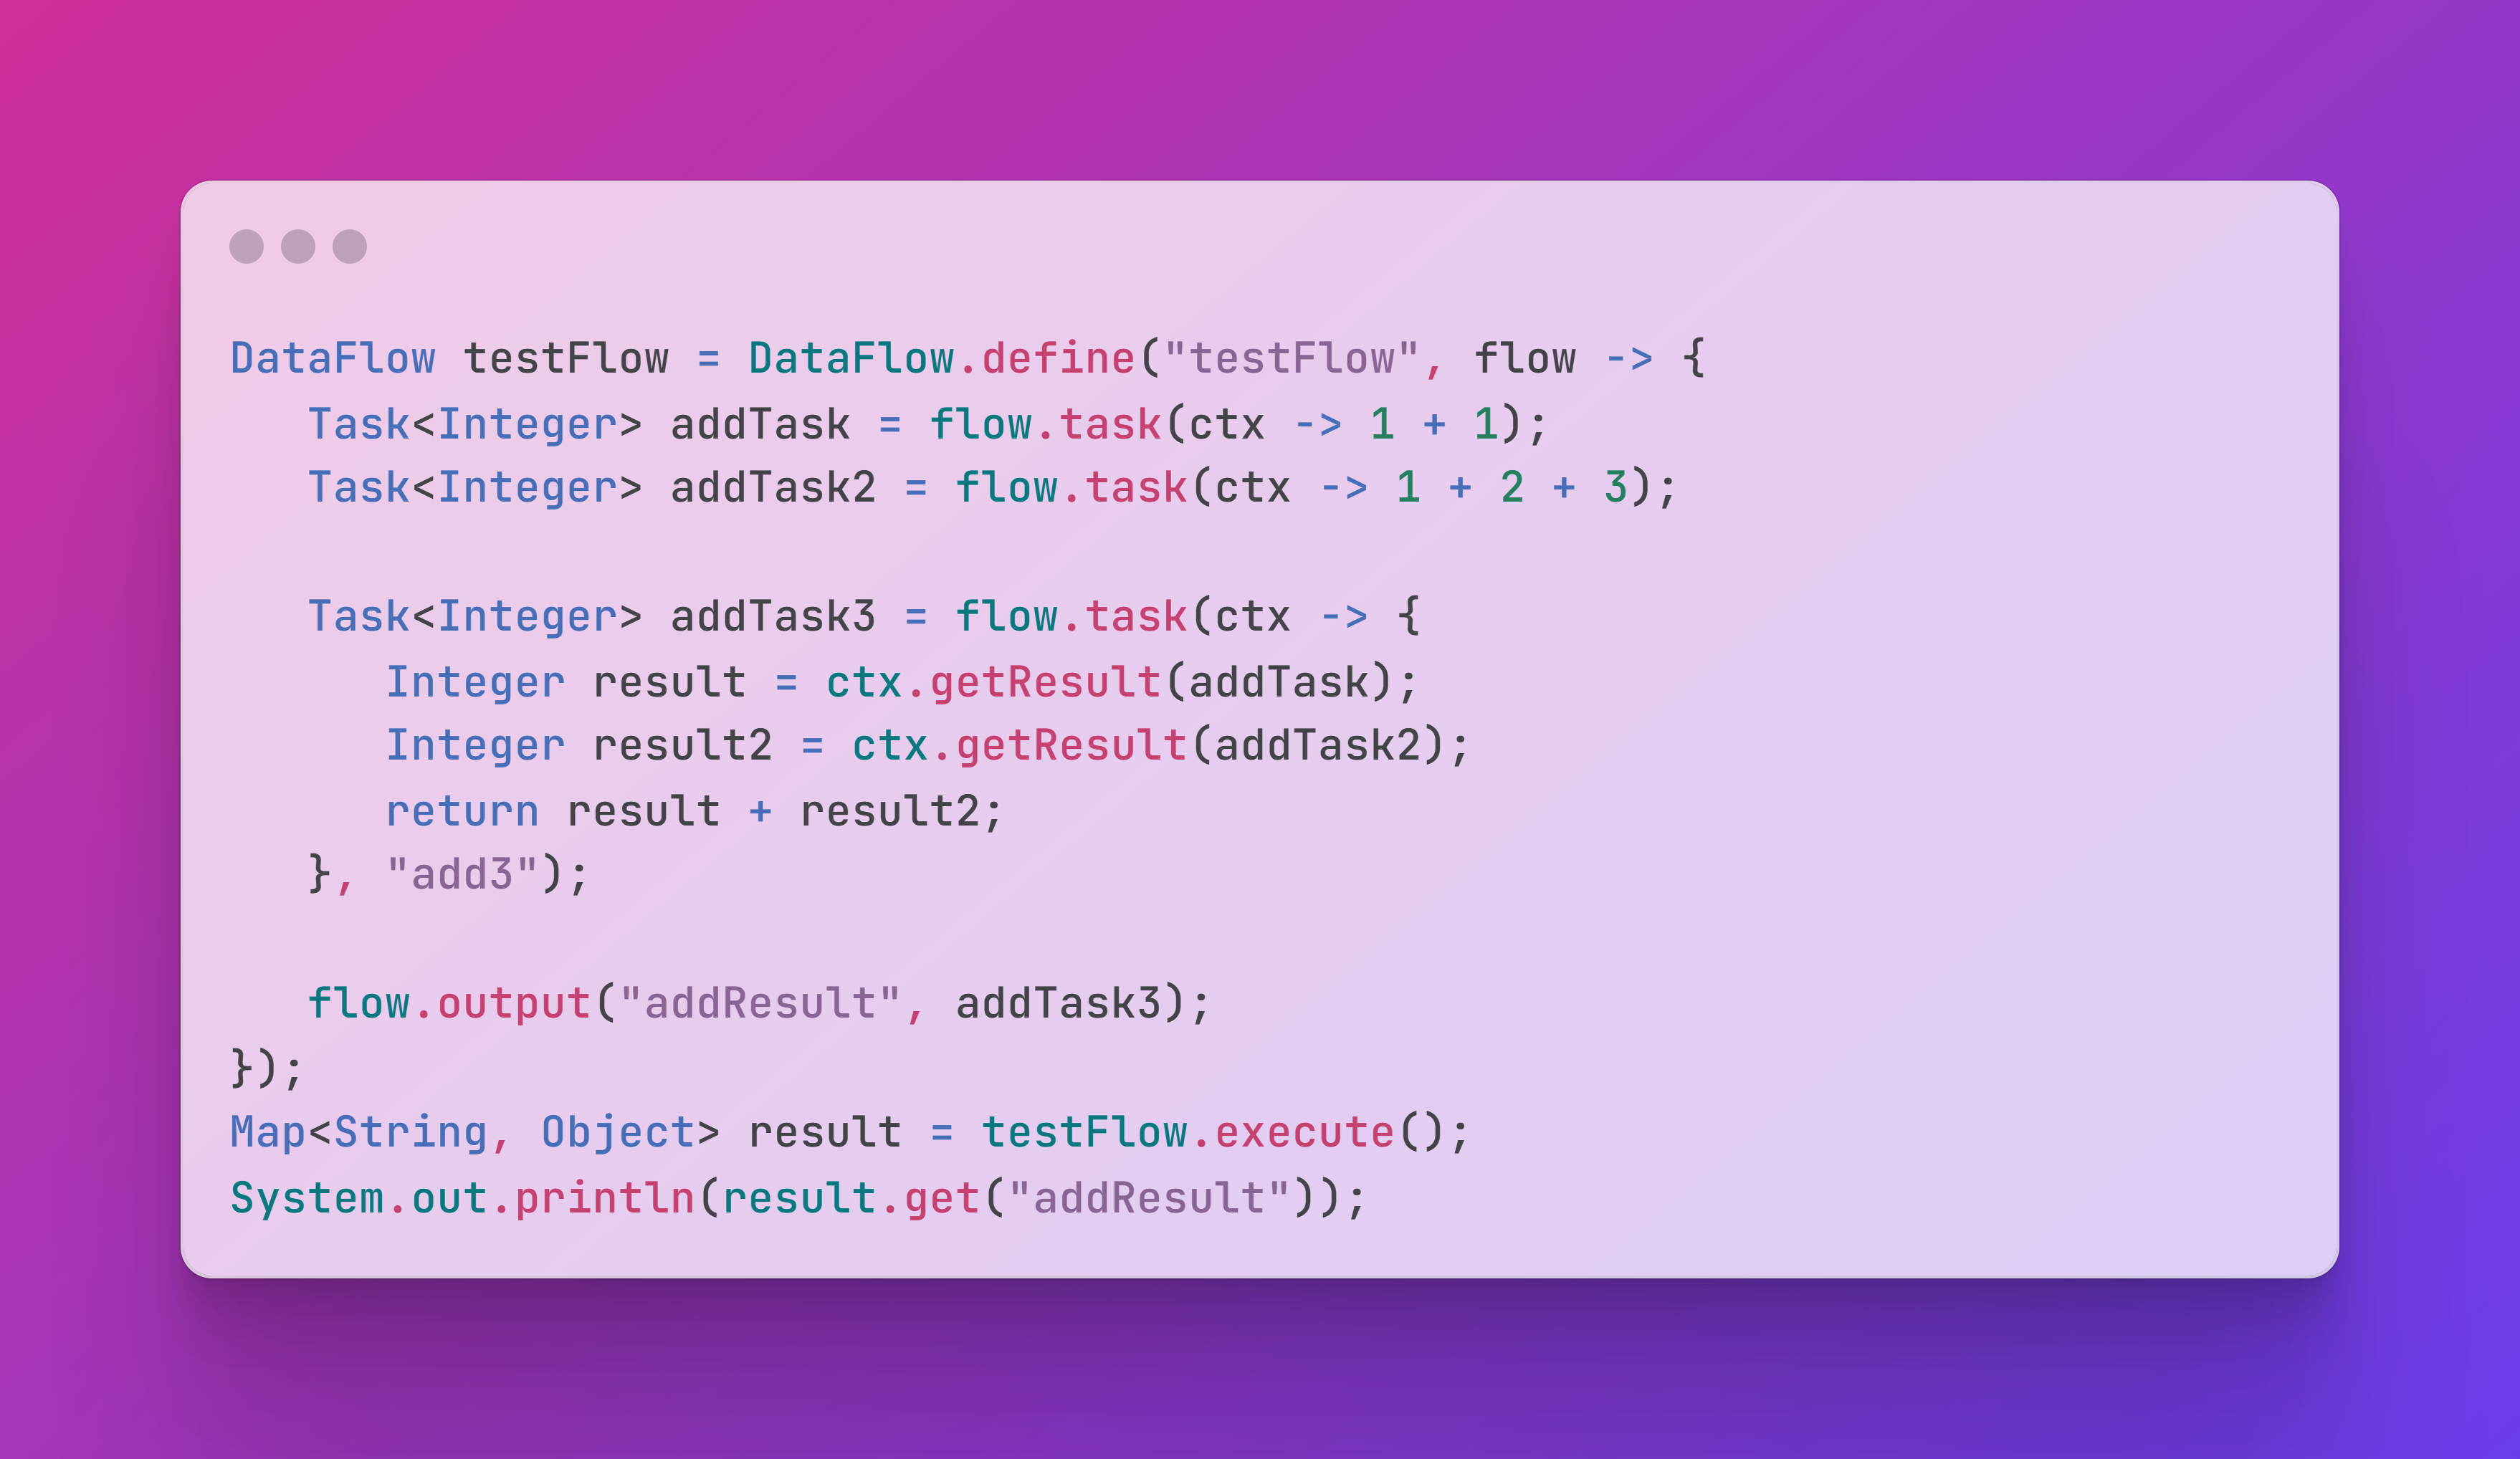 DataFlow testFlow = DataFlow.define("testFlow", flow -> {
   Task<Integer> addTask = flow.task(ctx -> 1 + 1);
   Task<Integer> addTask2 = flow.task(ctx -> 1 + 2 + 3);

   Task<Integer> addTask3 = flow.task(ctx -> {
      Integer result = ctx.getResult(addTask);
      Integer result2 = ctx.getResult(addTask2);
      return result + result2;
   }, "add3");

   flow.output("addResult", addTask3);
});
Map<String, Object> result = testFlow.execute();
System.out.println(result.get("addResult"));